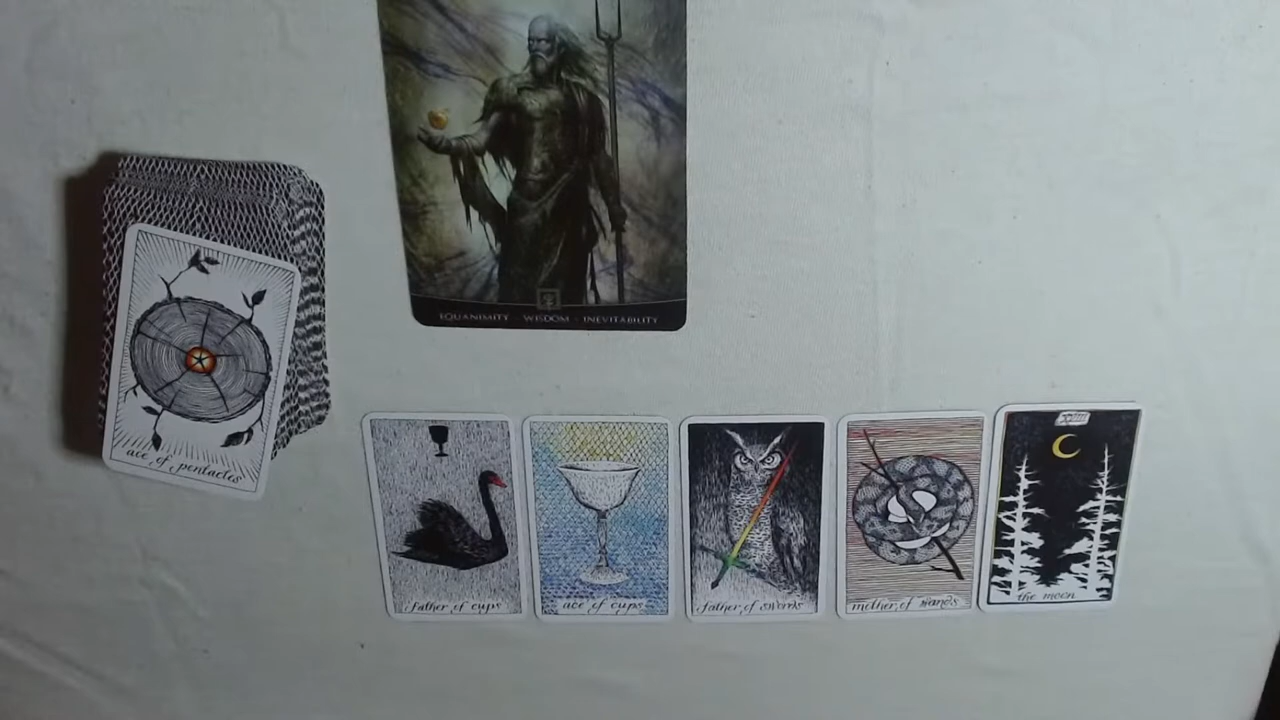 EQUANIMITY - WISDOM - INEVITABILITY
ace of pentacles
father of cups
ace of cups
father of swords
mother of wands
XVIII
the moon